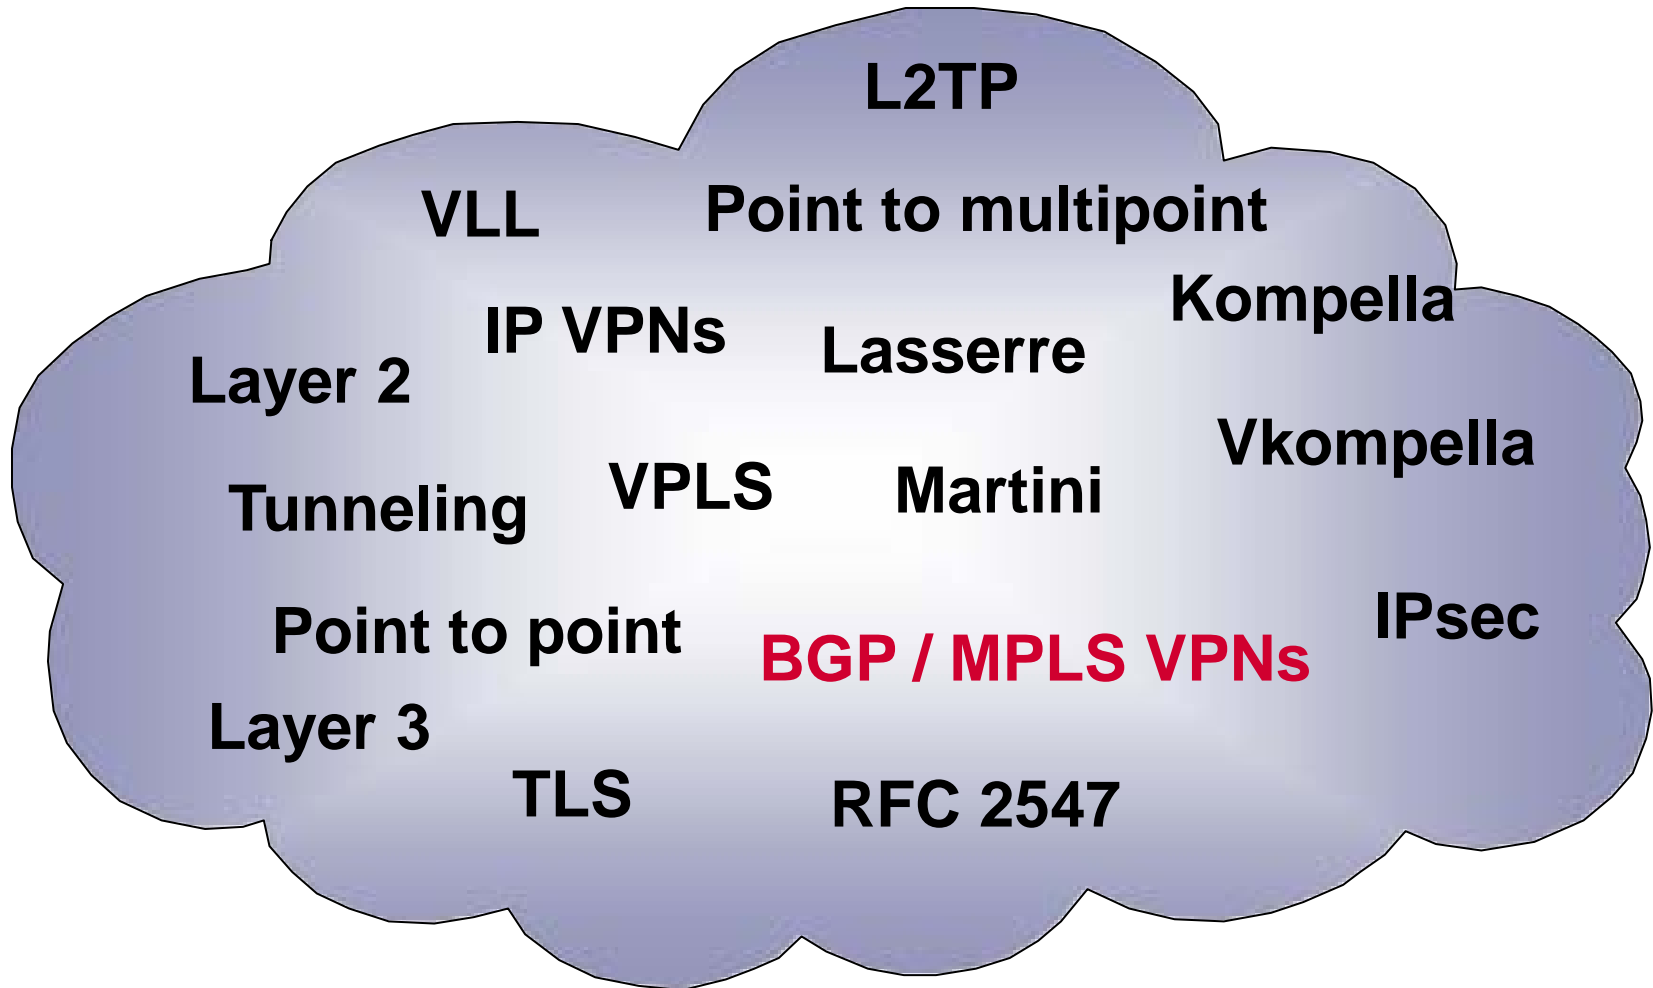 L2TP
VLL
Point to multipoint
Kompella
IP VPNs
Lasserre
Layer 2
Vkompella
VPLS
Martini
Tunneling
IPsec
Point to point
BGP / MPLS VPNs
Layer 3
TLS
RFC 2547